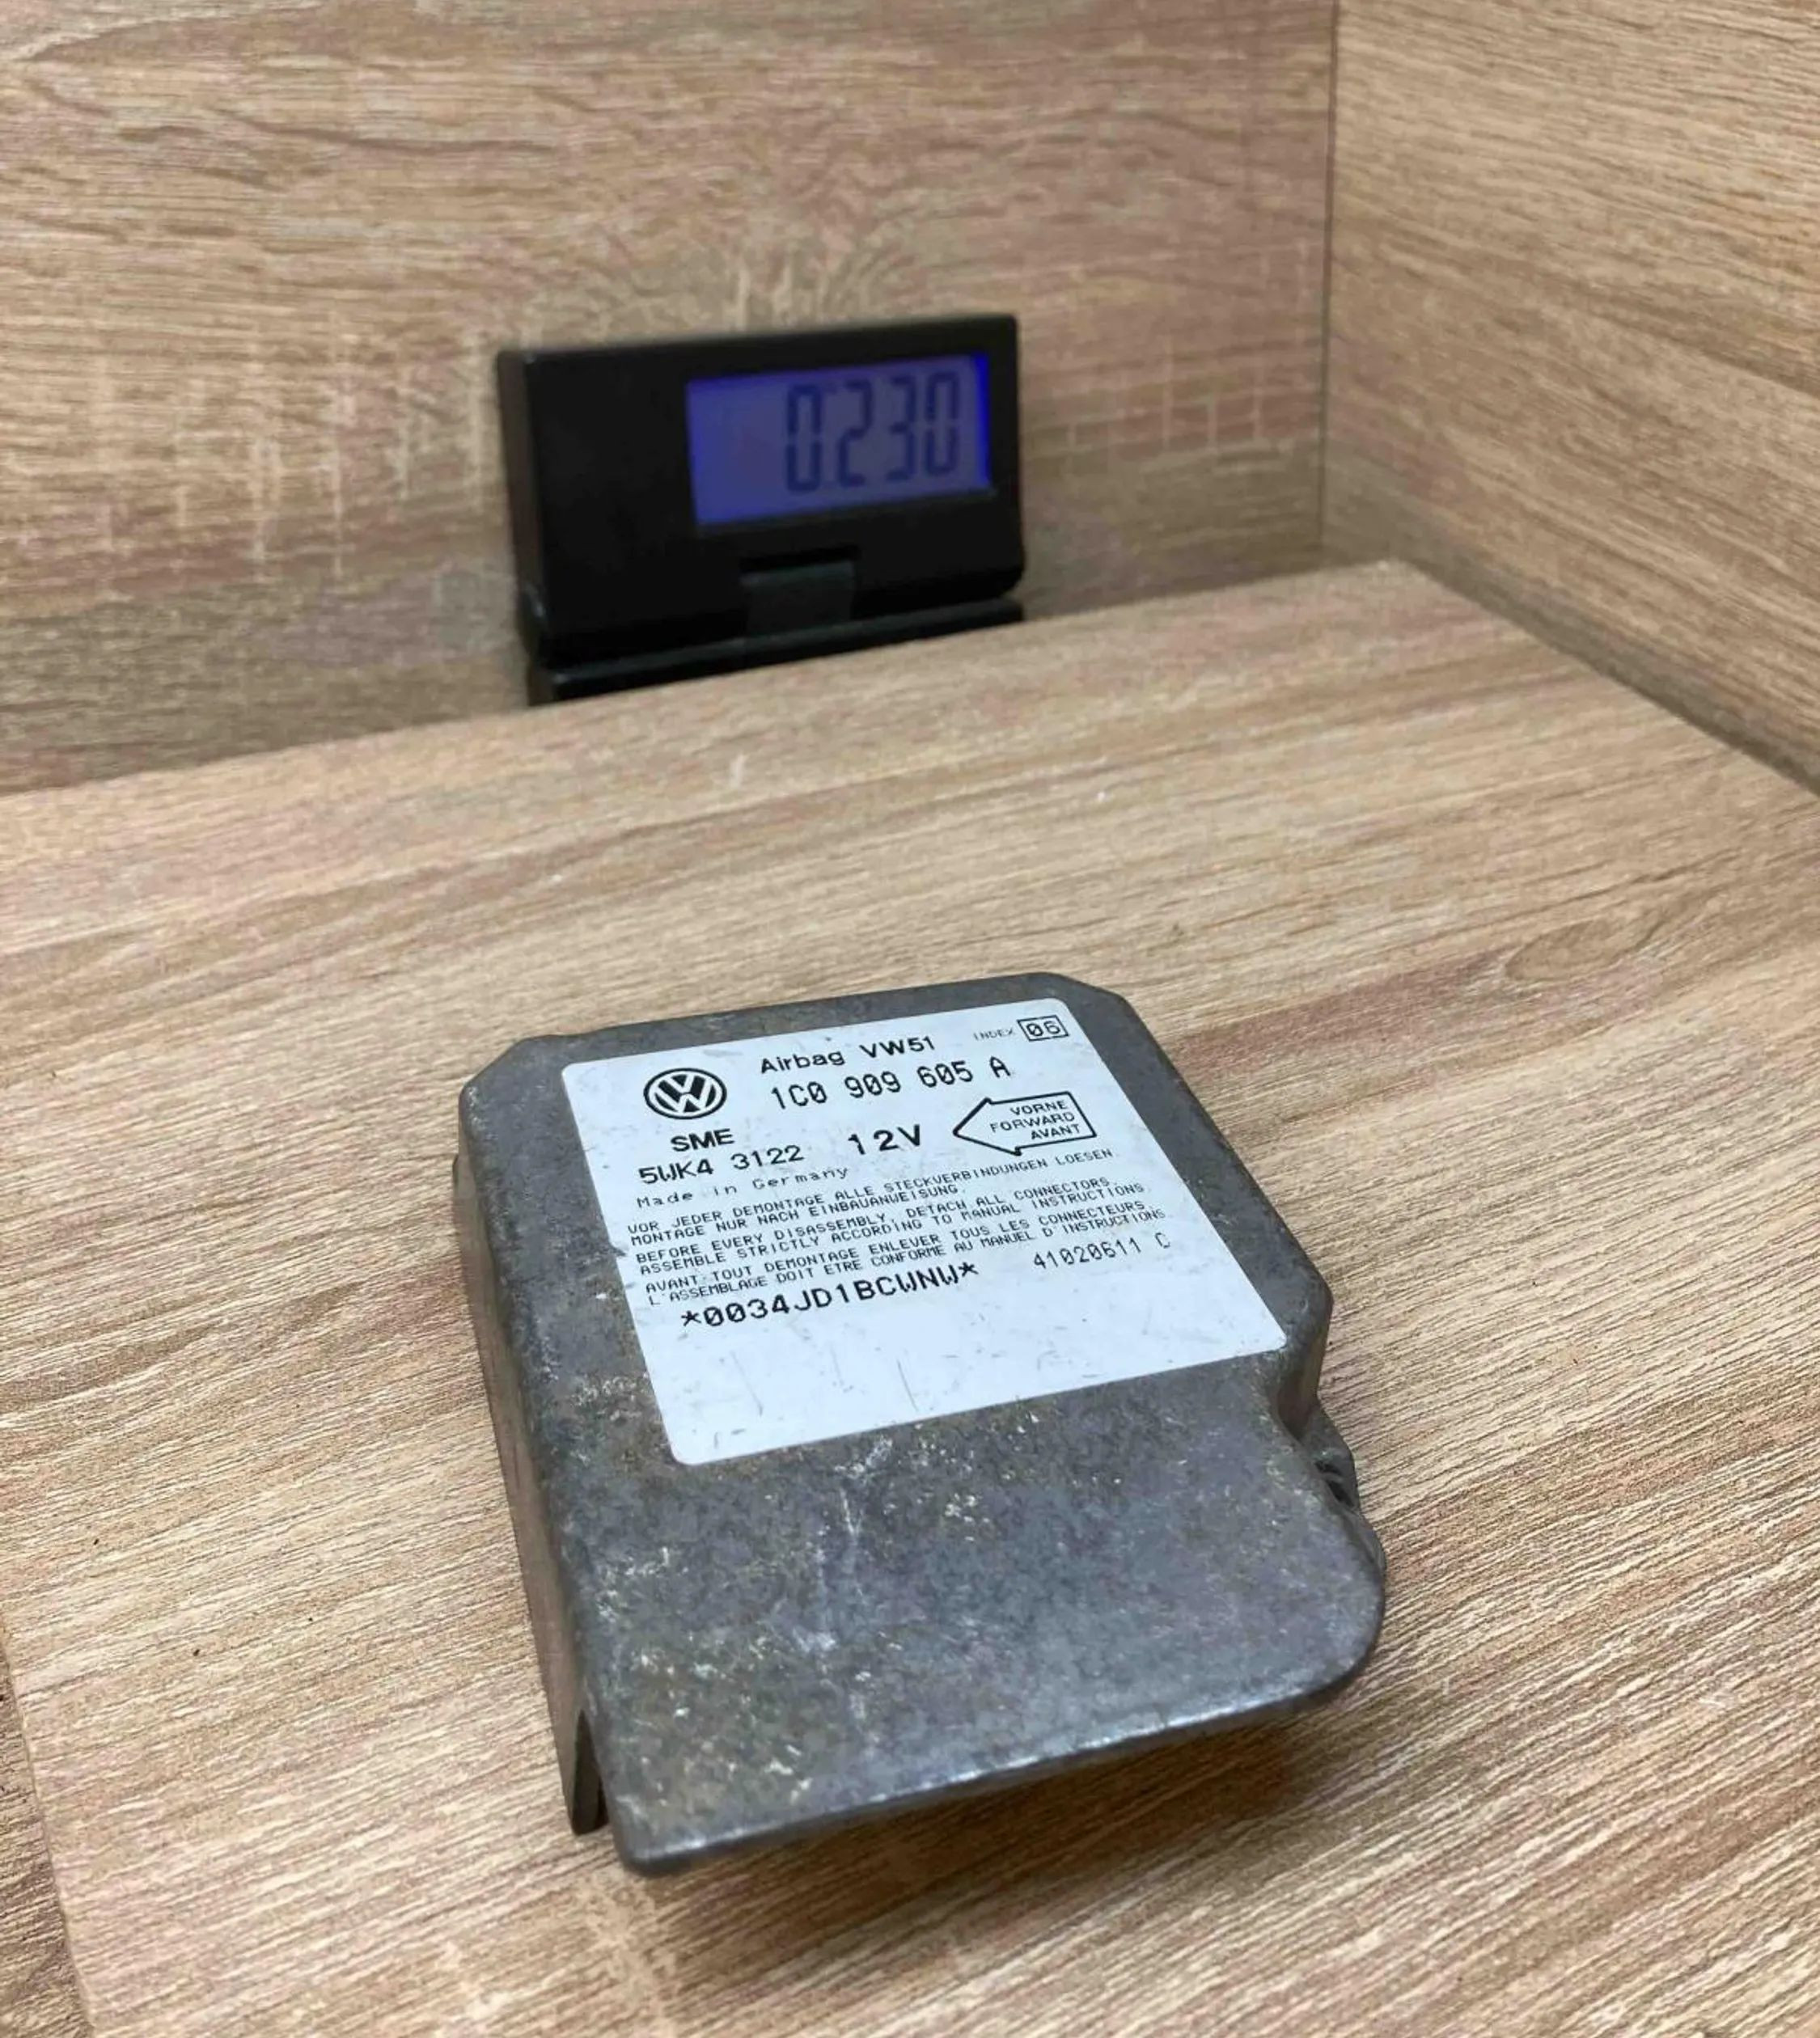 0.230
Airbag VW51 INDEX 06
1C0 909 605 A
SME
5WK4 3122 12V
VORNE
FORWARD
AVANT
Made in Germany
VOR JEDER DEMONTAGE ALLE STECKVERBINDUNGEN LOESEN.
MONTAGE NUR NACH EINBAUANWEISUNG.
BEFORE EVERY DISASSEMBLY, DETACH ALL CONNECTORS.
ASSEMBLE STRICTLY ACCORDING TO MANUAL INSTRUCTIONS.
AVANT TOUT DEMONTAGE ENLEVER TOUS LES CONNECTEURS.
L'ASSEMBLAGE DOIT ETRE CONFORME AU MANUEL D'INSTRUCTIONS.
*0034JD1BCWNW* 41020611 C